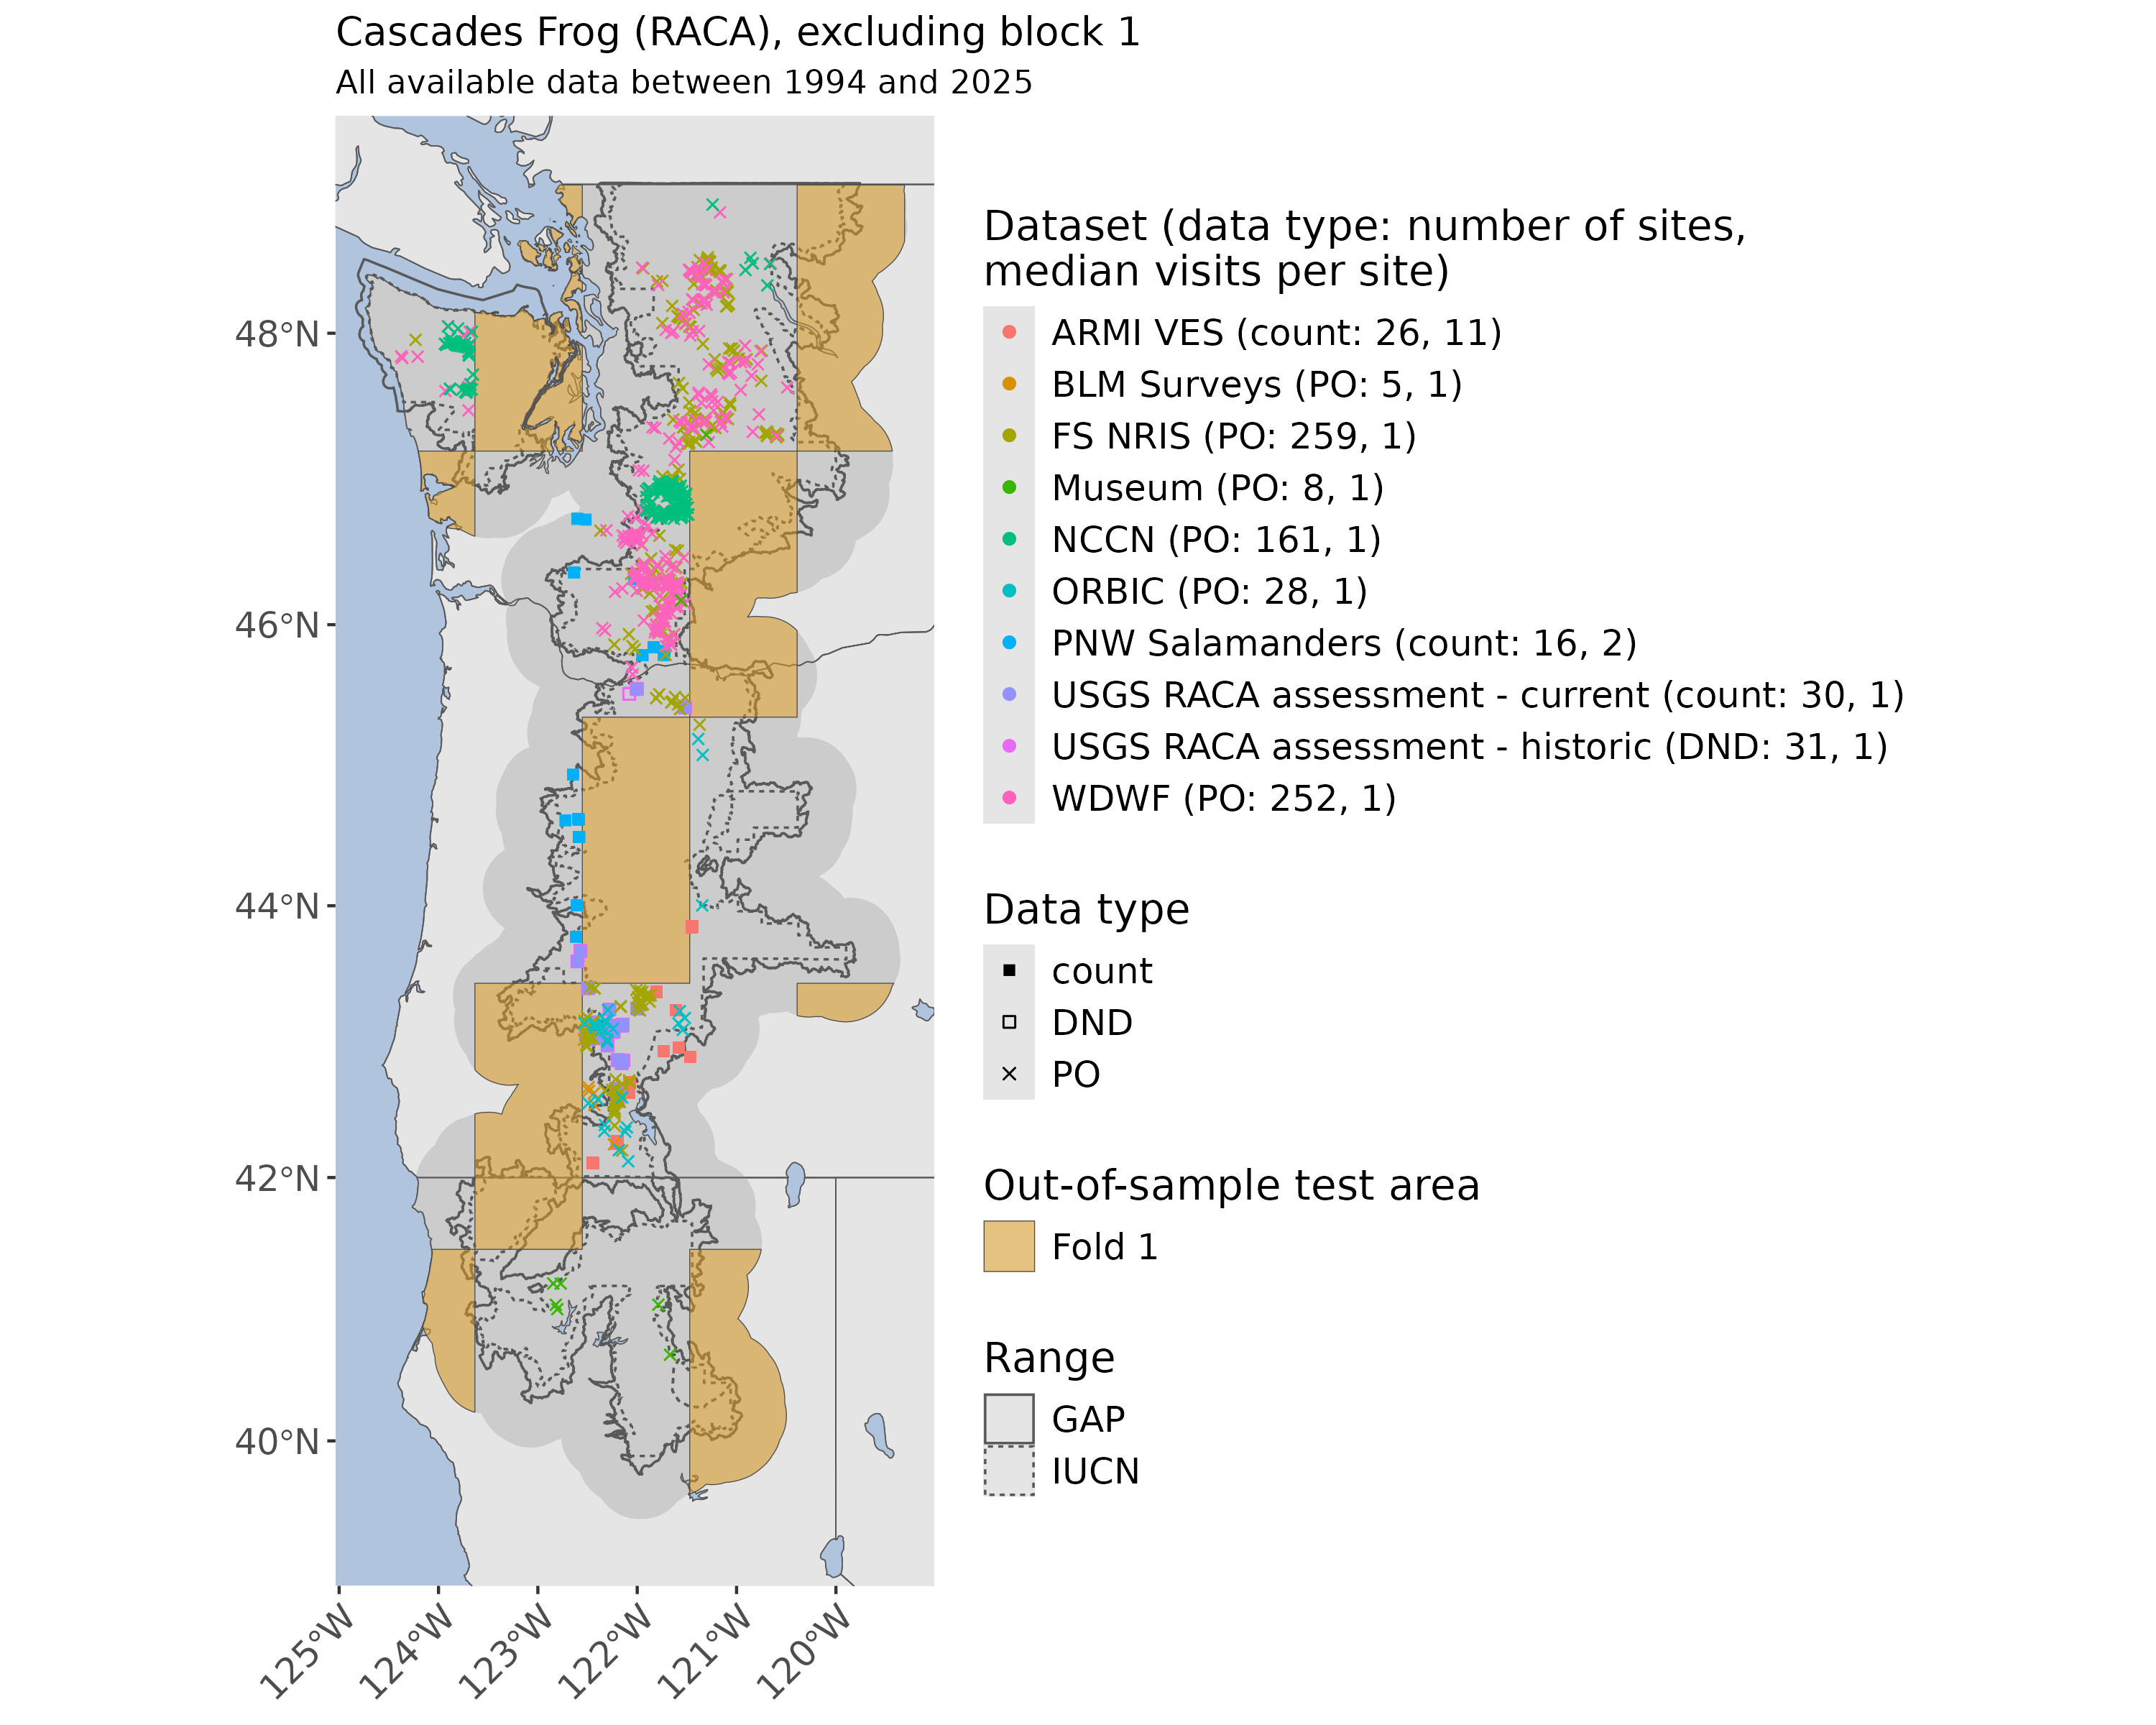 Cascades Frog (RACA), excluding block 1
All available data between 1994 and 2025
48°N
46°N
44°N
42°N
40°N
125°W
124°W
123°W
122°W
121°W
120°W
Dataset (data type: number of sites,
median visits per site)
ARMI VES (count: 26, 11)
BLM Surveys (PO: 5, 1)
FS NRIS (PO: 259, 1)
Museum (PO: 8, 1)
NCCN (PO: 161, 1)
ORBIC (PO: 28, 1)
PNW Salamanders (count: 16, 2)
USGS RACA assessment - current (count: 30, 1)
USGS RACA assessment - historic (DND: 31, 1)
WDWF (PO: 252, 1)
Data type
count
DND
PO
Out-of-sample test area
Fold 1
Range
GAP
IUCN